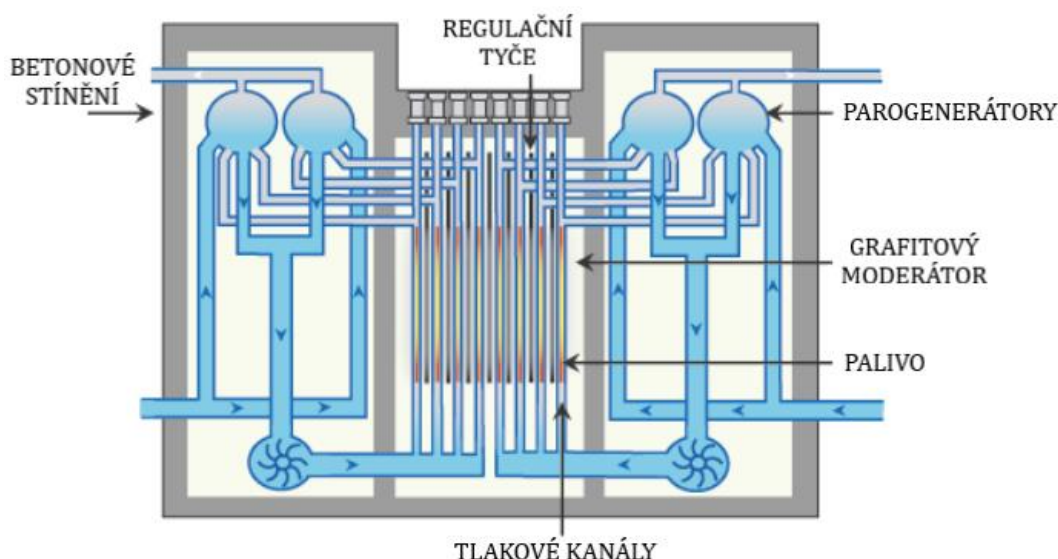 REGULAČNÍ
TYČE
BETONOVÉ
STÍNĚNÍ
PAROGENERÁTORY
GRAFITOVÝ
MODERÁTOR
PALIVO
TLAKOVÉ KANÁLY